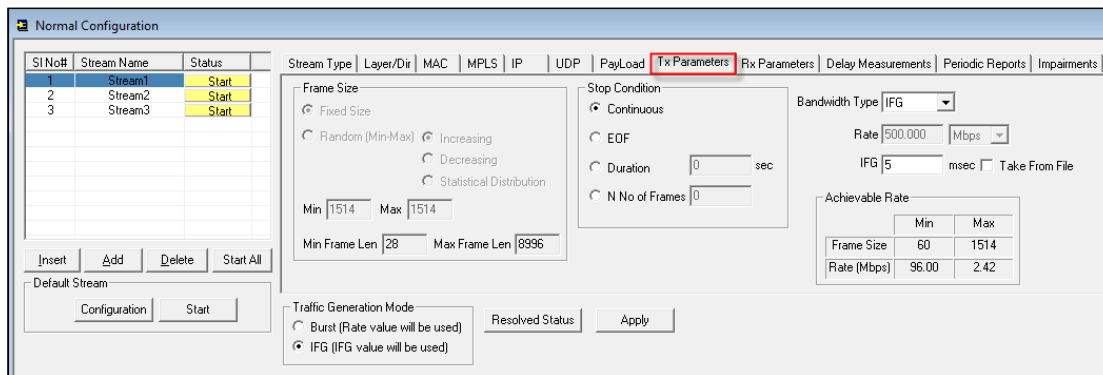 Normal Configuration
Sl No# Stream Name Status
1 Stream1 Start
2 Stream2 Start
3 Stream3 Start
Insert Add Delete Start All
Default Stream
Configuration Start
Stream Type Layer/Dir MAC MPLS IP UDP PayLoad Tx Parameters Rx Parameters Delay Measurements Periodic Reports Impairments
Frame Size
Fixed Size
Random (Min-Max) Increasing
Decreasing
Statistical Distribution
Min 1514 Max 1514
Min Frame Len 28 Max Frame Len 8996
Stop Condition
Continuous
EOF
Duration 0 sec
N No of Frames 0
Bandwidth Type IFG
Rate 500.000 Mbps
IFG 5 msec Take From File
Achievable Rate
Min Max
Frame Size 60 1514
Rate (Mbps) 96.00 2.42
Traffic Generation Mode
Burst (Rate value will be used)
IFG (IFG value will be used)
Resolved Status Apply